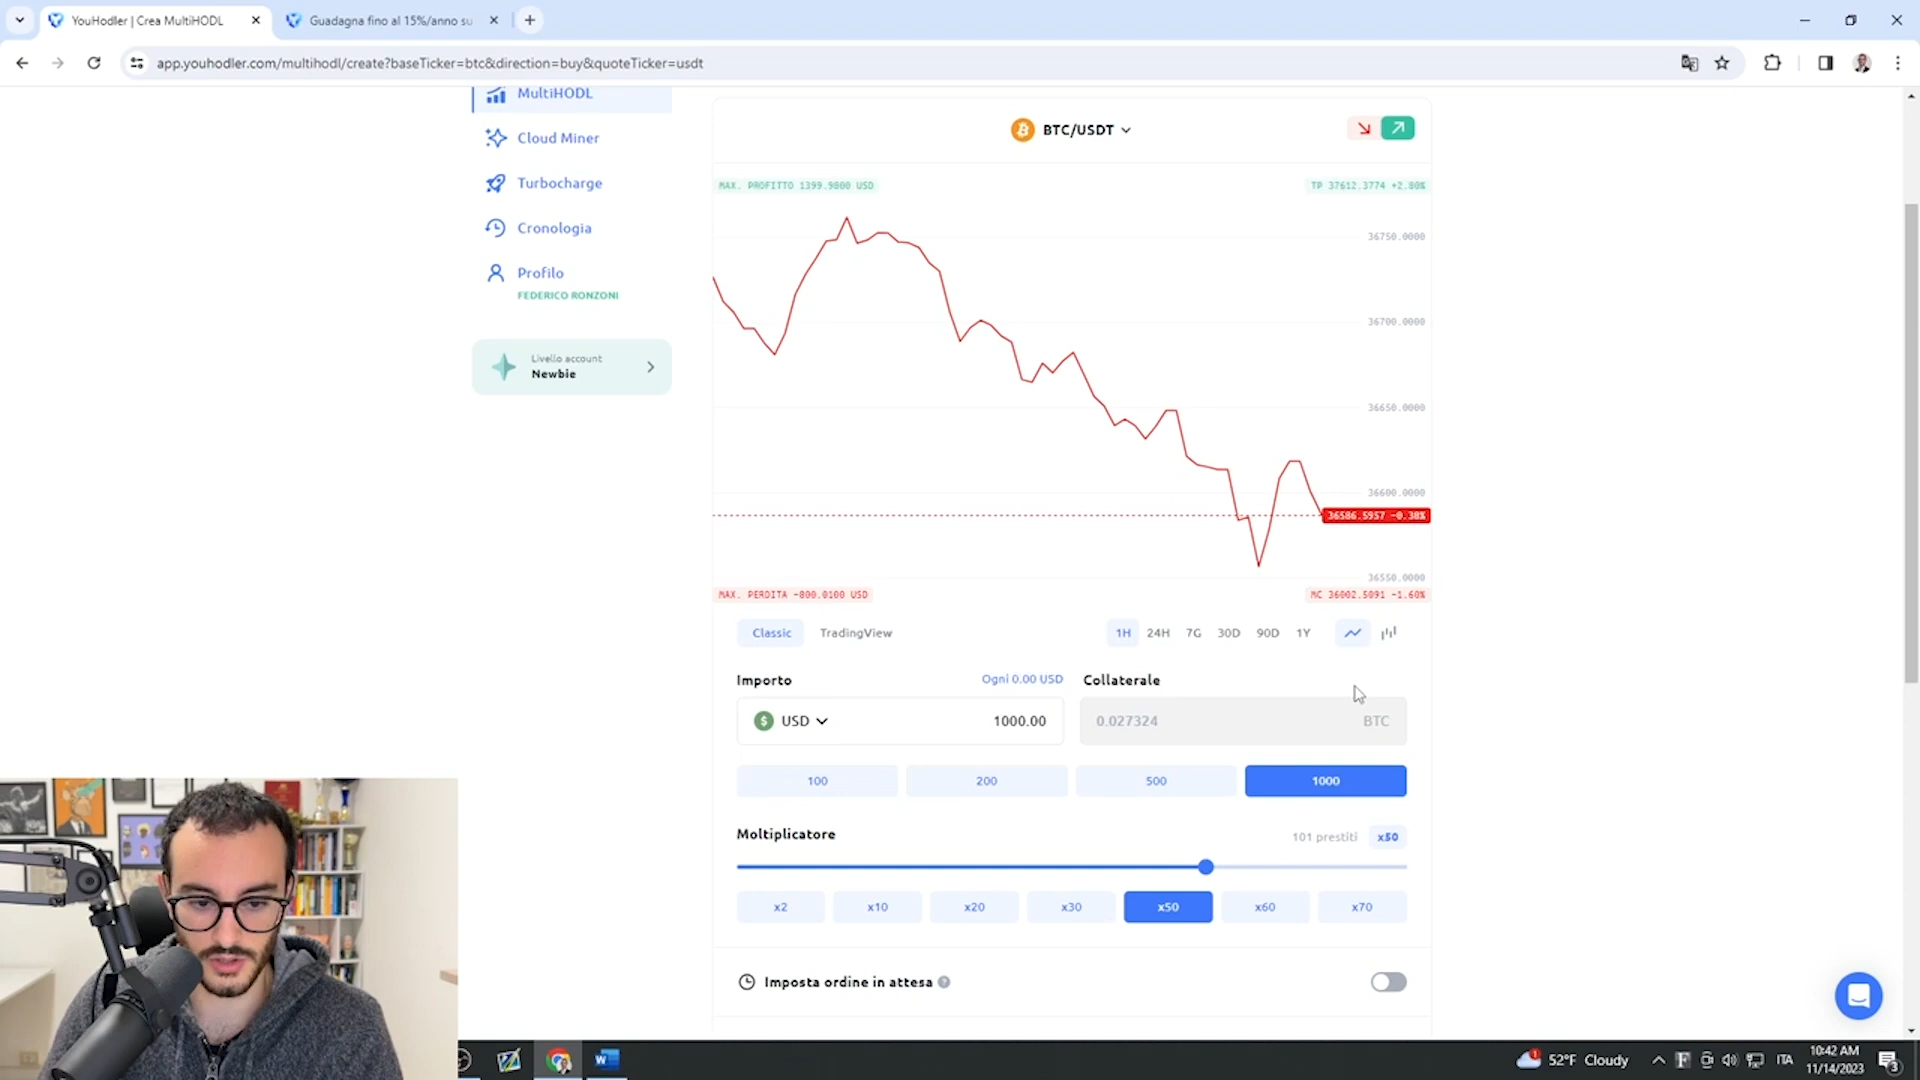 YouHodler | Crea MultiHODL
Guadagna fino al 15%/anno su
app.youhodler.com/multihodl/create?baseTicker=btc&direction=buy&quoteTicker=usdt
MultiHODL
Cloud Miner
Turbocharge
Cronologia
Profilo
FEDERICO RONZONI
Livello account
Newbie
BTC/USDT
MAX. PROFITTO 1399.9800 USD
TP 37612.3774 +2.80%
36750.0000
36700.0000
36650.0000
36600.0000
36586.5957 -0.38%
36550.0000
MAX. PERDITA -800.0100 USD
MC 36002.5091 -1.60%
Classic
TradingView
1H
24H
7G
30D
90D
1Y
Importo
Ogni 0.00 USD
Collaterale
$
USD
1000.00
0.027324
BTC
100
200
500
1000
Moltiplicatore
101 prestiti
x50
x2
x10
x20
x30
x50
x60
x70
Imposta ordine in attesa
?
52°F Cloudy
ITA
10:42 AM
11/14/2023
3